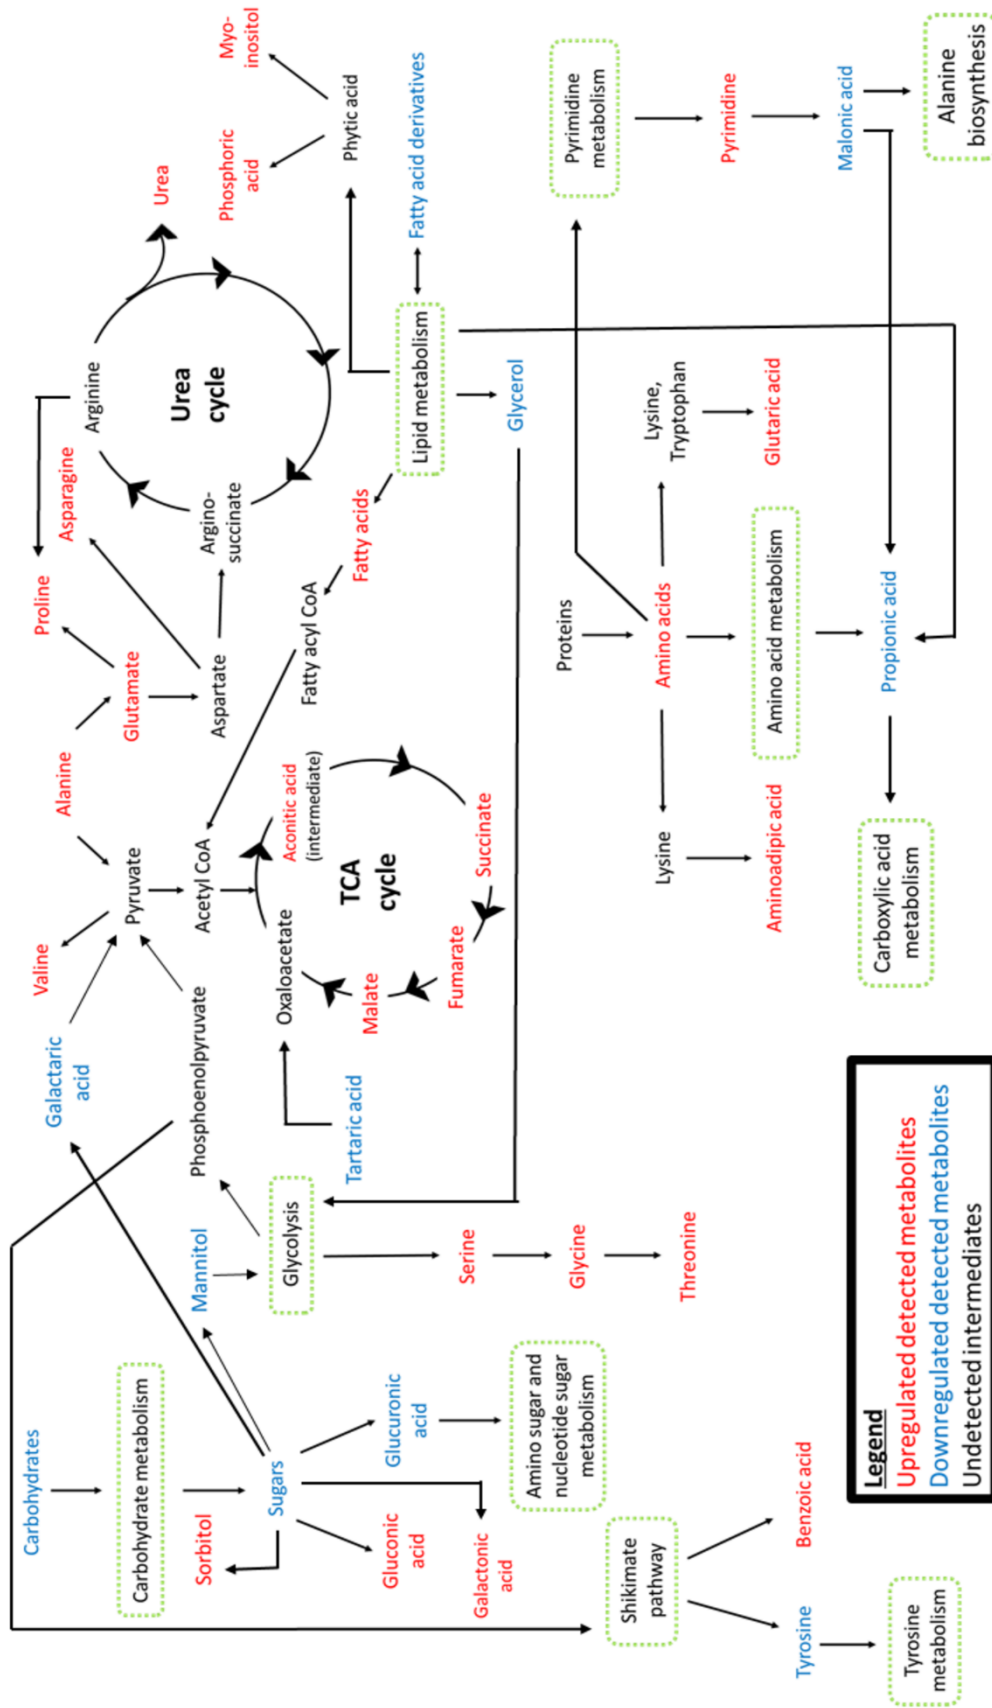 Carbohydrates
Carbohydrate metabolism
Sorbitol
Sugars
Gluconic
acid
Galactonic
acid
Glucuronic
acid
Amino sugar and
nucleotide sugar
metabolism
Shikimate
pathway
Tyrosine
Tyrosine
metabolism
Benzoic acid
Mannitol
Glycolysis
Serine
Glycine
Threonine
Galactaric
acid
Phosphoenolpyruvate
Tartaric acid
Valine
Pyruvate
Acetyl CoA
Alanine
Oxaloacetate
Aconitic acid
(intermediate)
TCA
cycle
Malate
Fumarate
Succinate
Glutamate
Proline
Aspartate
Asparagine
Arginine
Argino-
succinate
Urea
cycle
Urea
Fatty acyl CoA
Fatty acids
Lipid metabolism
Glycerol
Fatty acid derivatives
Phytic acid
Phosphoric
acid
Myo-
inositol
Proteins
Amino acids
Lysine
Aminoadipic acid
Lysine,
Tryptophan
Glutaric acid
Amino acid metabolism
Propionic acid
Carboxylic acid
metabolism
Pyrimidine
metabolism
Pyrimidine
Malonic acid
Alanine
biosynthesis
Legend
Upregulated detected metabolites
Downregulated detected metabolites
Undetected intermediates